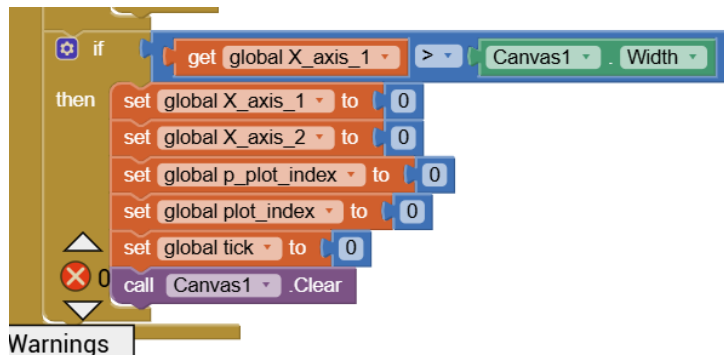 if get global X_axis_1 > Canvas1 . Width
then set global X_axis_1 to 0
set global X_axis_2 to 0
set global p_plot_index to 0
set global plot_index to 0
set global tick to 0
0 call Canvas1 .Clear
Warnings